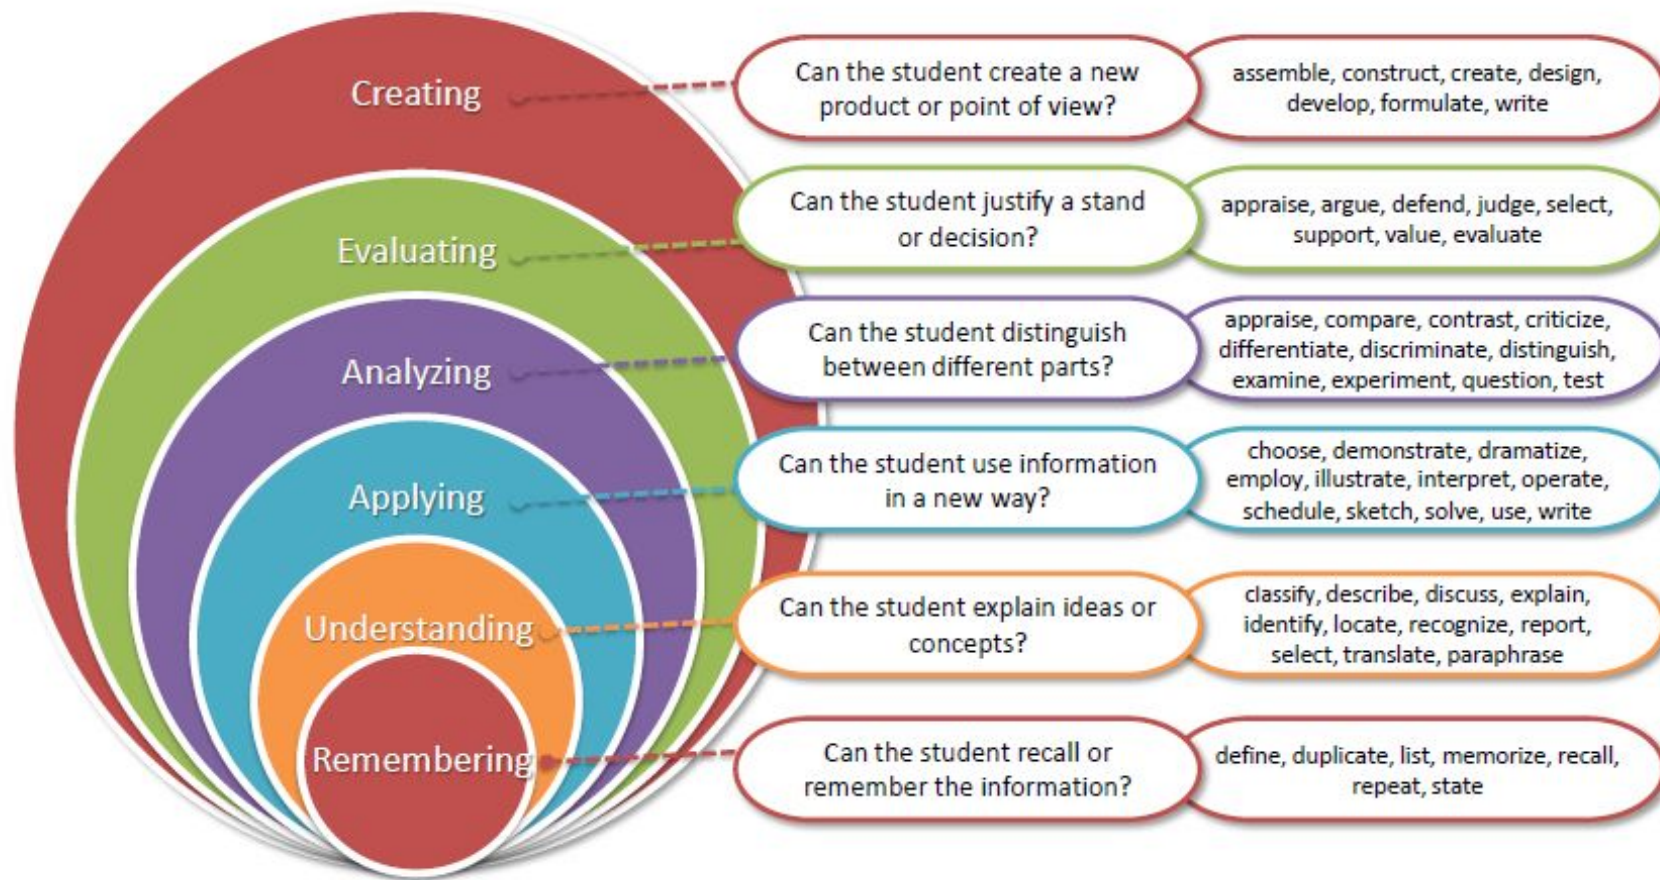 Creating
Can the student create a new
product or point of view?
assemble, construct, create, design,
develop, formulate, write
Evaluating
Can the student justify a stand
or decision?
appraise, argue, defend, judge, select,
support, value, evaluate
Analyzing
Can the student distinguish
between different parts?
appraise, compare, contrast, criticize,
differentiate, discriminate, distinguish,
examine, experiment, question, test
Applying
Can the student use information
in a new way?
choose, demonstrate, dramatize,
employ, illustrate, interpret, operate,
schedule, sketch, solve, use, write
Understanding
Can the student explain ideas or
concepts?
classify, describe, discuss, explain,
identify, locate, recognize, report,
select, translate, paraphrase
Remembering
Can the student recall or
remember the information?
define, duplicate, list, memorize, recall,
repeat, state